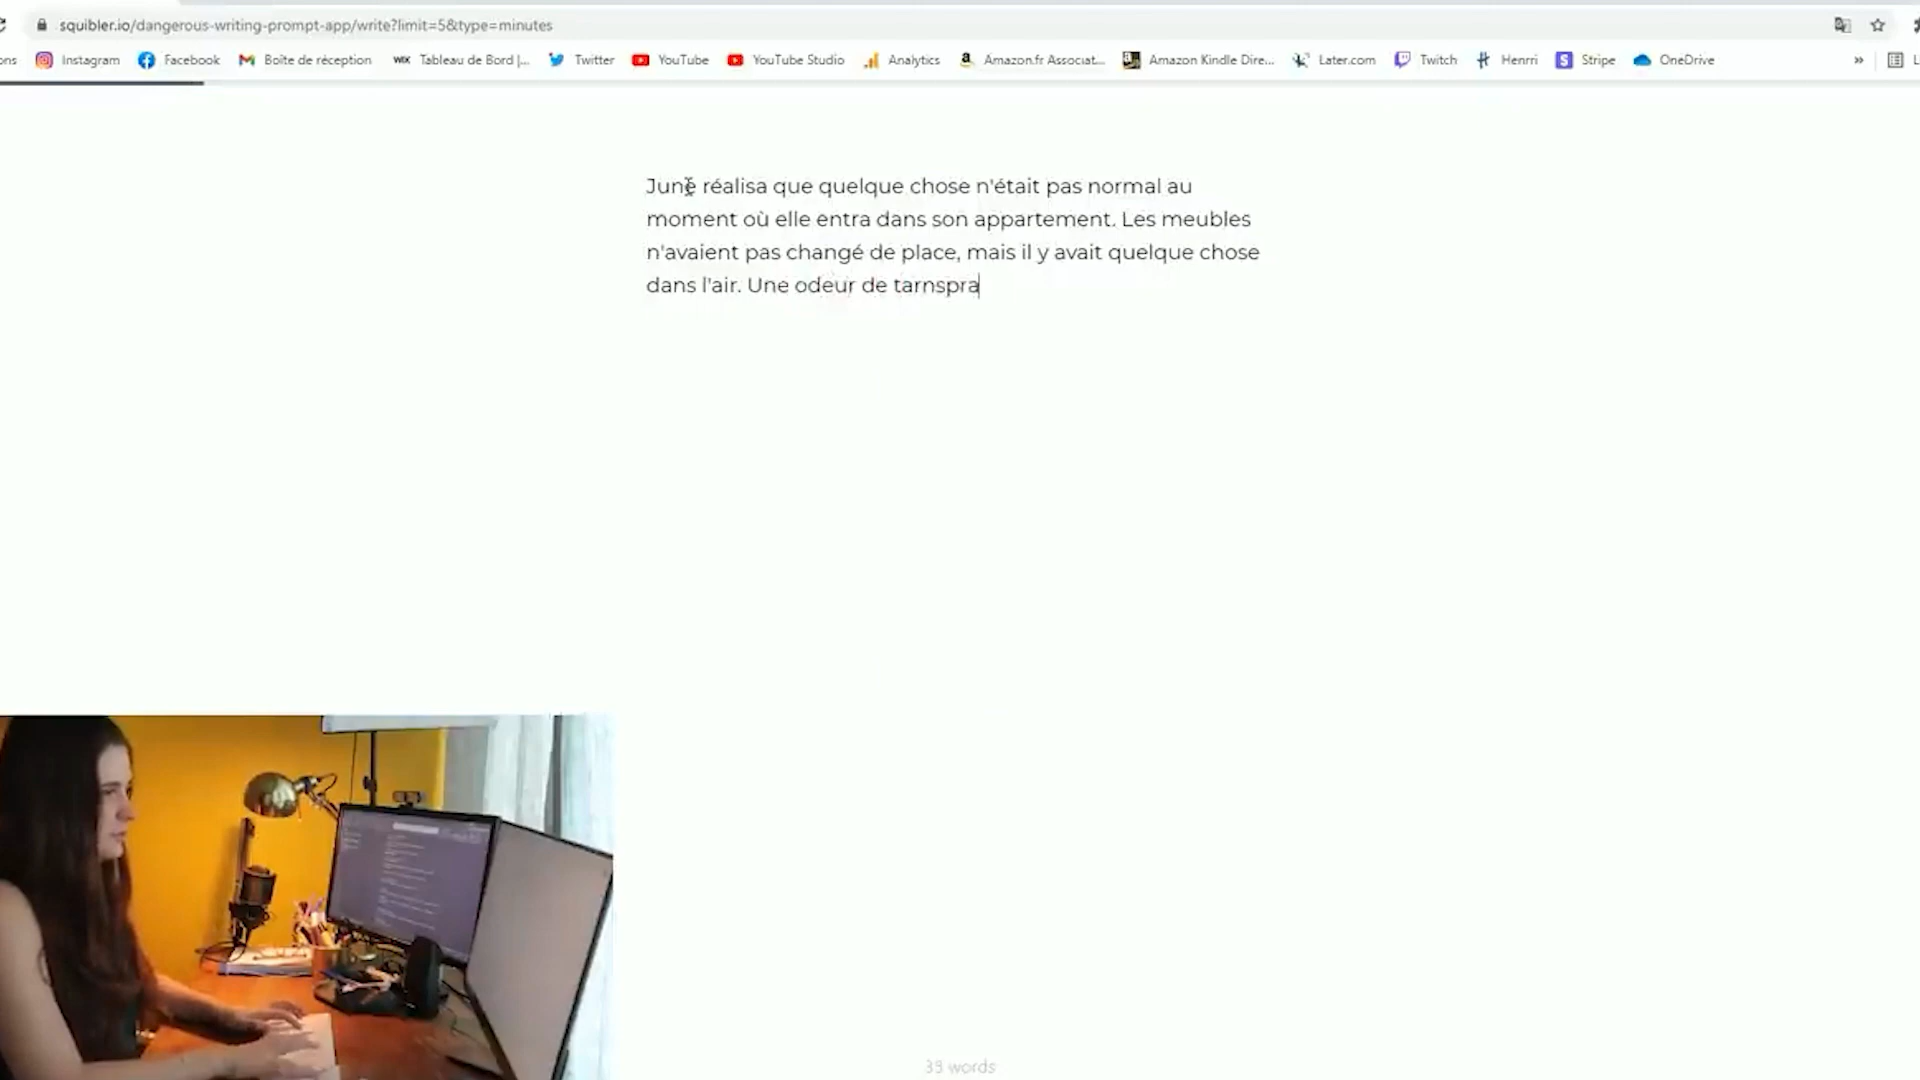 squibler.io/dangerous-writing-prompt-app/write?limit=5&type=minutes
ons Instagram Facebook Boîte de réception WIX Tableau de Bord |... Twitter YouTube YouTube Studio Analytics Amazon.fr Associat... Amazon Kindle Dire... Later.com Twitch Henrri Stripe OneDrive » L
June réalisa que quelque chose n'était pas normal au
moment où elle entra dans son appartement. Les meubles
n'avaient pas changé de place, mais il y avait quelque chose
dans l'air. Une odeur de tarnspra
33 words